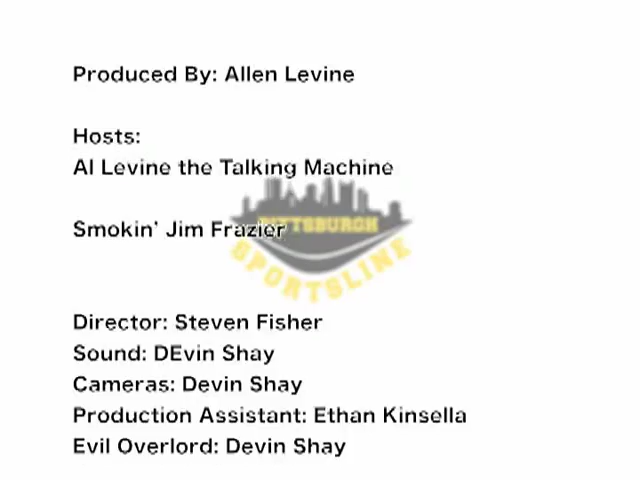 Produced By: Allen Levine
Hosts:
Al Levine the Talking Machine
Smokin' Jim Frazier
PITTSBURGH
SPORTSLINE
Director: Steven Fisher
Sound: DEvin Shay
Cameras: Devin Shay
Production Assistant: Ethan Kinsella
Evil Overlord: Devin Shay